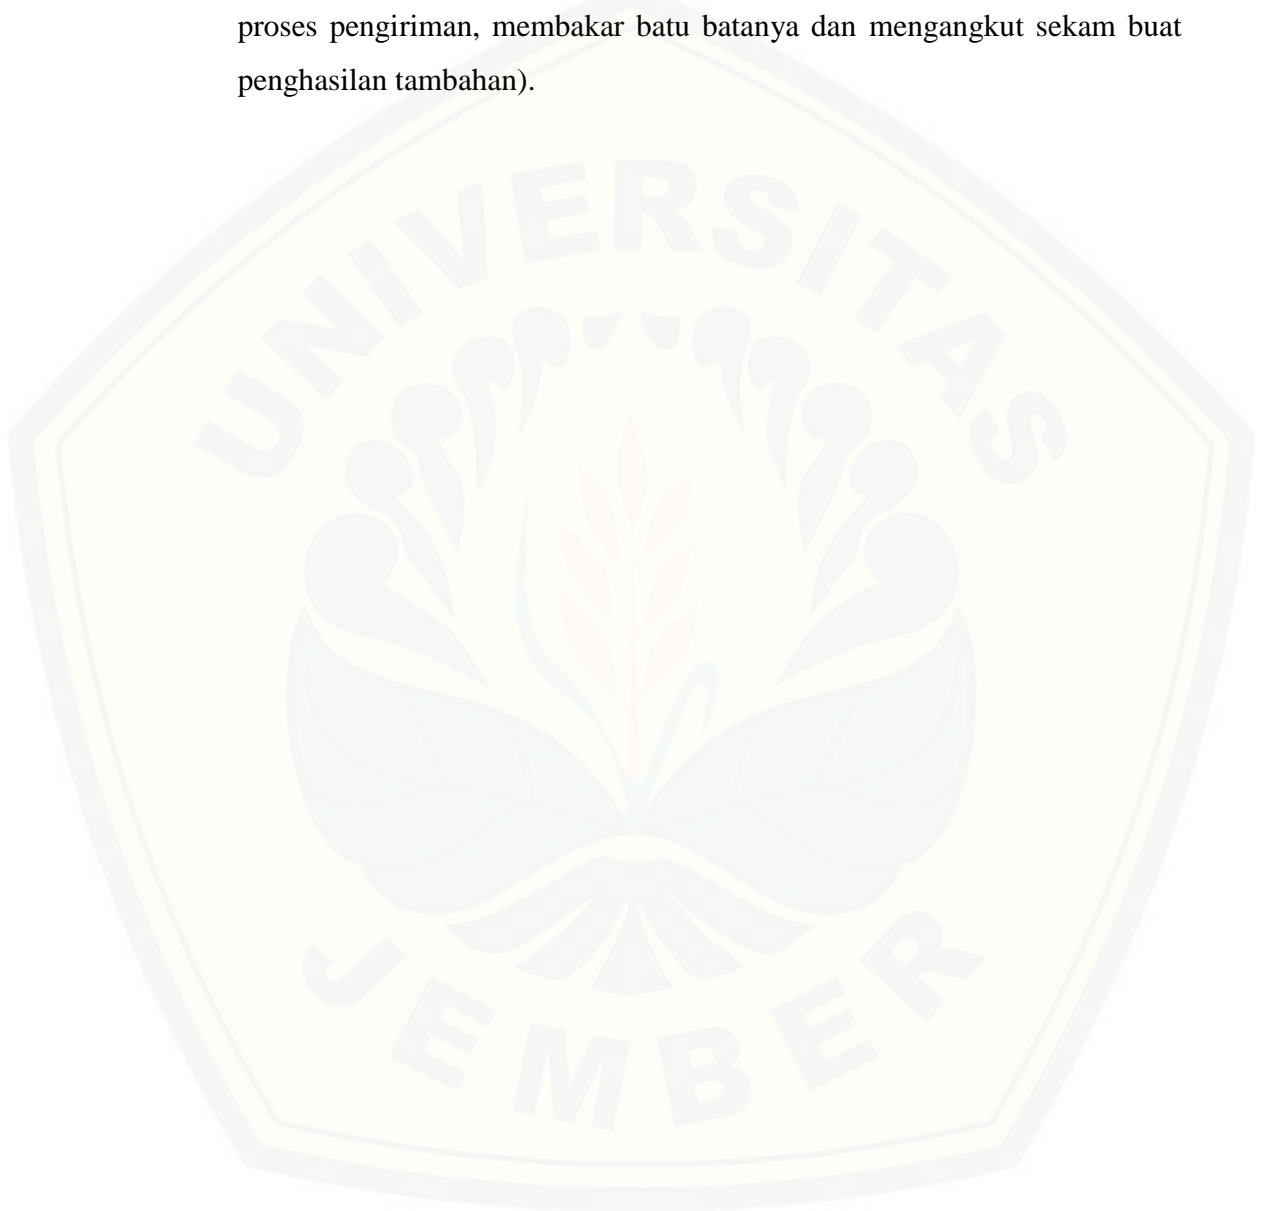 proses pengiriman, membakar batu batanya dan mengangkut sekam buat
penghasilan tambahan).
UNIVERSITAS
JEMBER